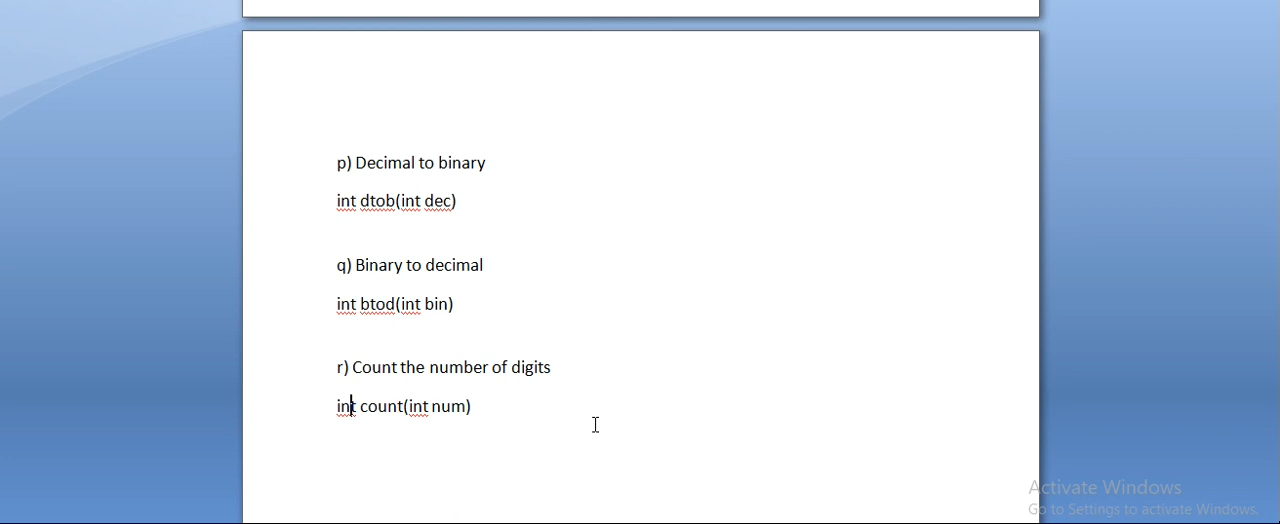 p) Decimal to binary
int dtob(int dec)
q) Binary to decimal
int btod(int bin)
r) Count the number of digits
int count(int num)
Activate Windows
Go to Settings to activate Windows.